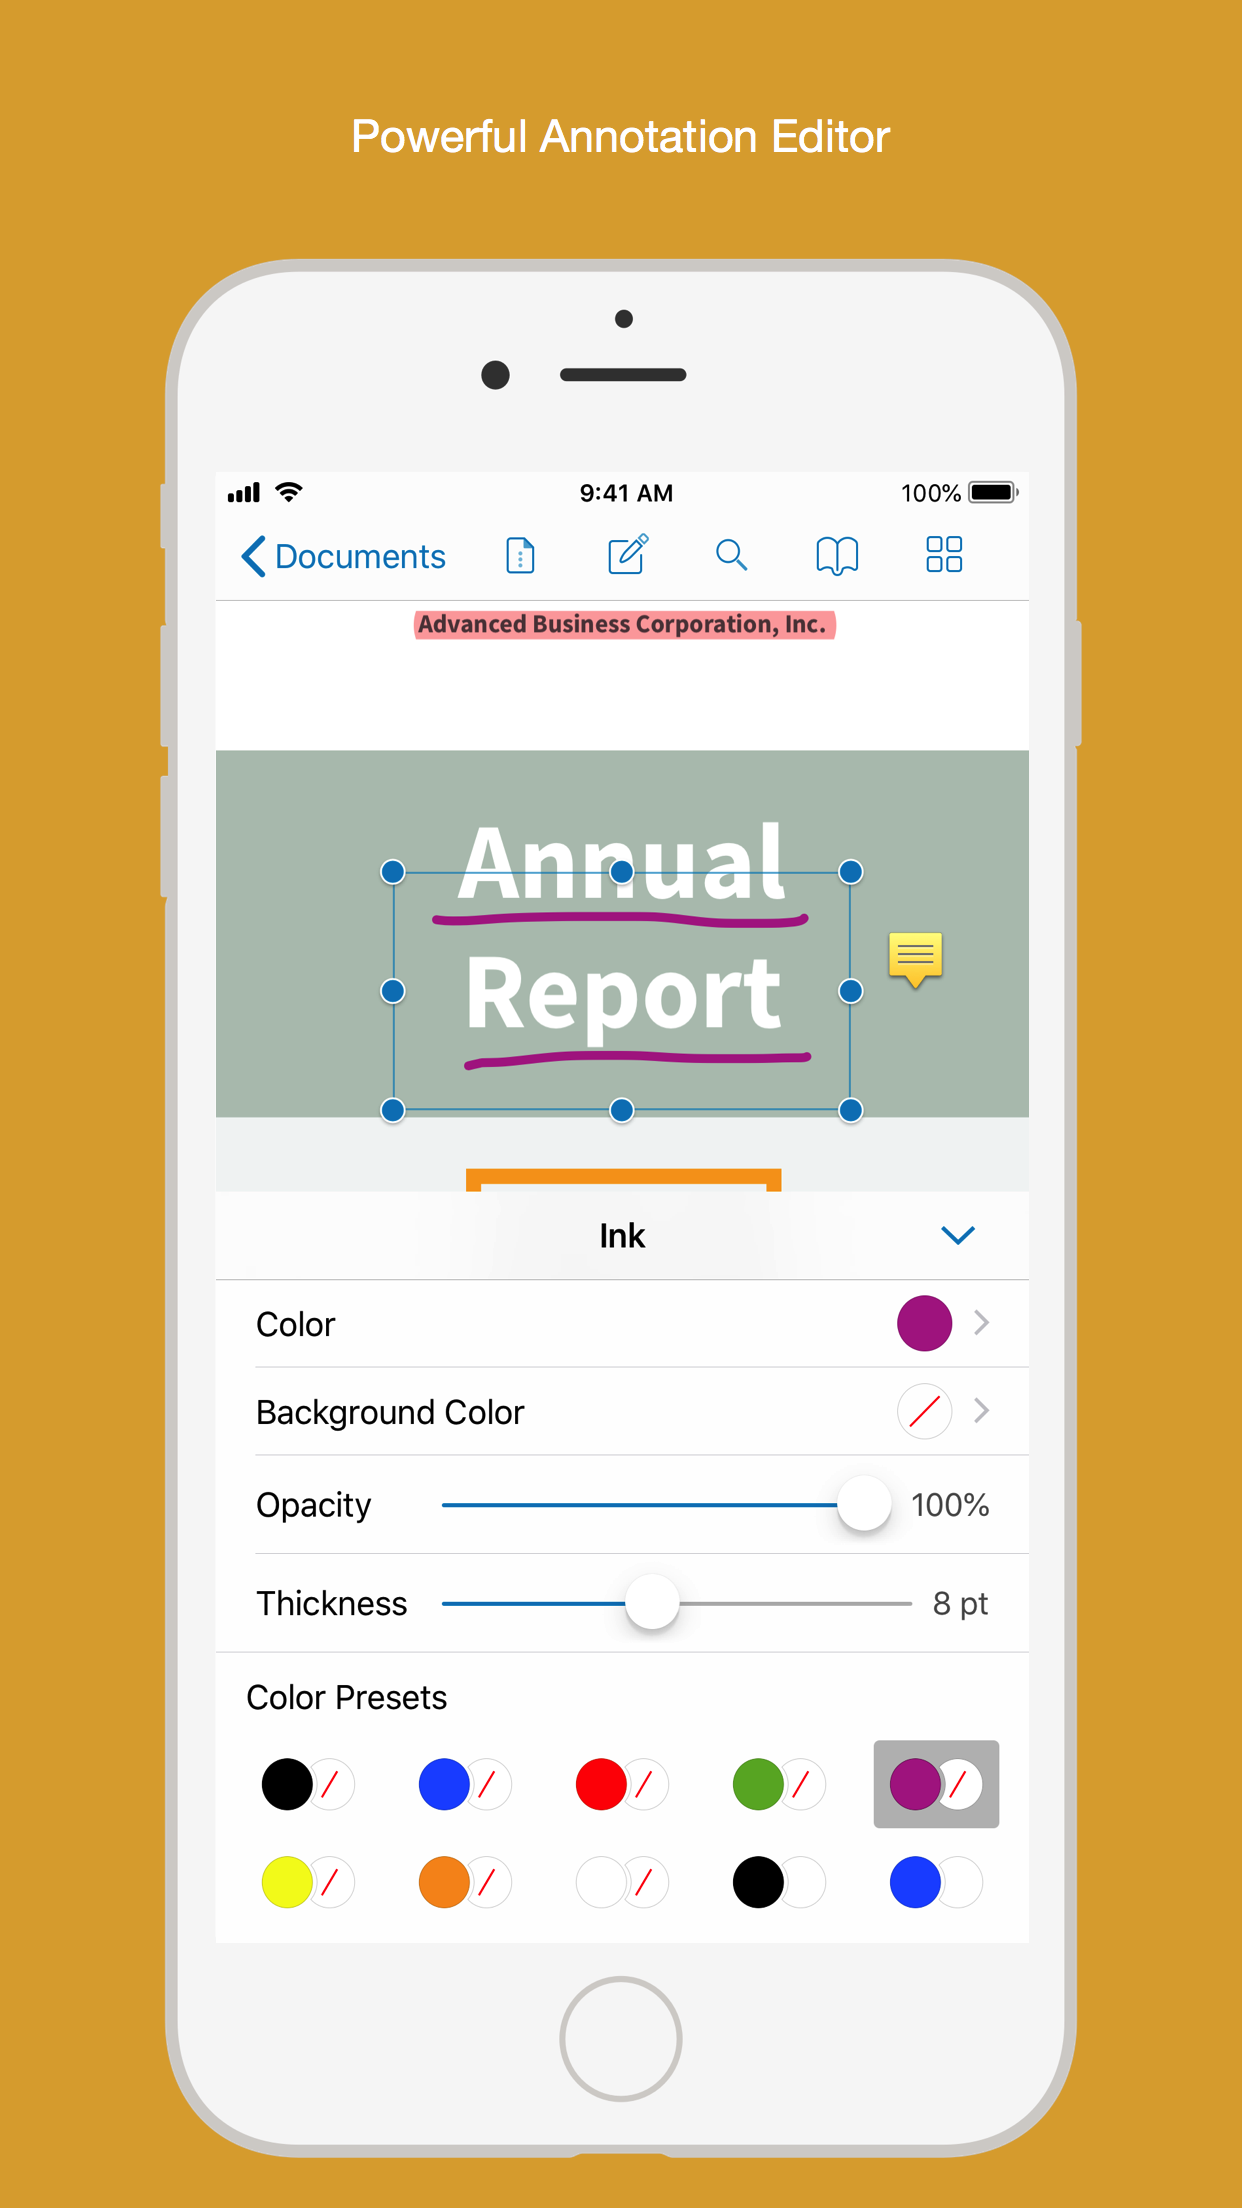 Powerful Annotation Editor
9:41 AM
100%
Documents
Advanced Business Corporation, Inc.
Annual
Report
Ink
Color
Background Color
Opacity
100%
Thickness
8 pt
Color Presets